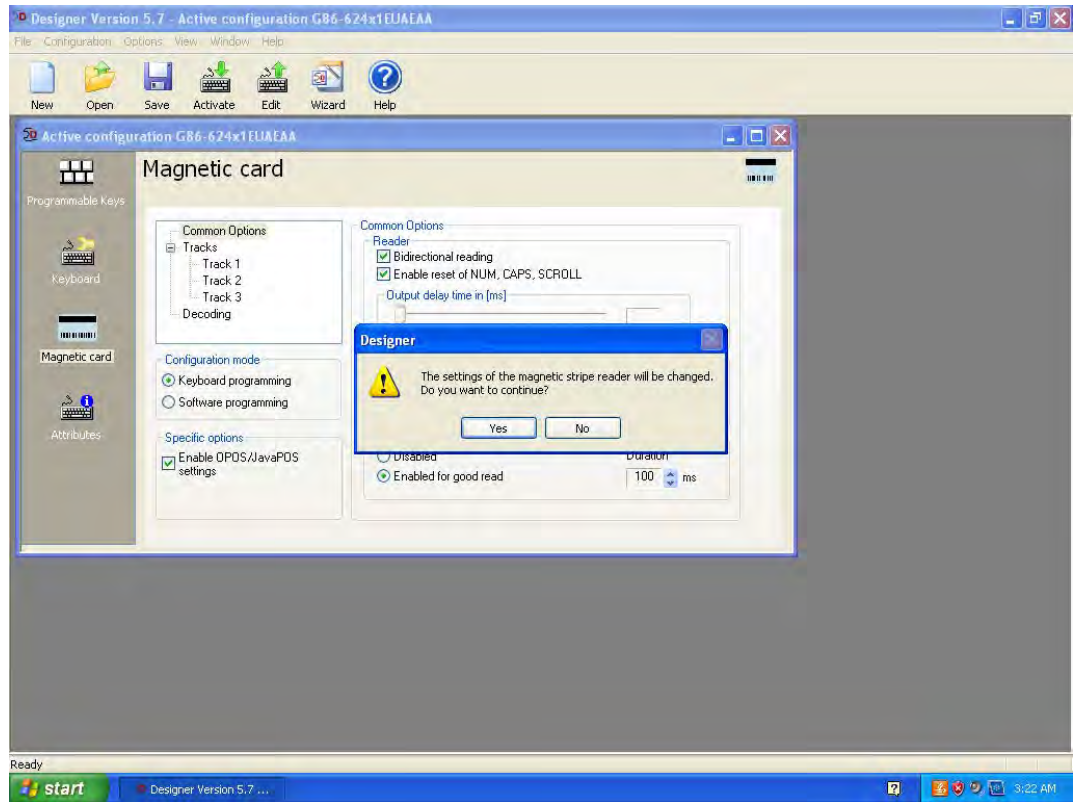 Designer Version 5.7 - Active configuration G86-624x1EUAEAA
File Configuration Options View Window Help
New Open Save Activate Edit Wizard Help
Active configuration G86-624x1EUAEAA
Programmable Keys
Magnetic card
Keyboard
Magnetic card
Attributes
Common Options
Tracks
Track 1
Track 2
Track 3
Decoding
Configuration mode
Keyboard programming
Software programming
Specific options
Enable OPOS/JavaPOS
settings
Common Options
Reader
Bidirectional reading
Enable reset of NUM, CAPS, SCROLL
Output delay time in [ms]
Designer
The settings of the magnetic stripe reader will be changed.
Do you want to continue?
Yes No
Disabled Duration
Enabled for good read 100 ms
Ready
start Designer Version 5.7 ... 3:22 AM